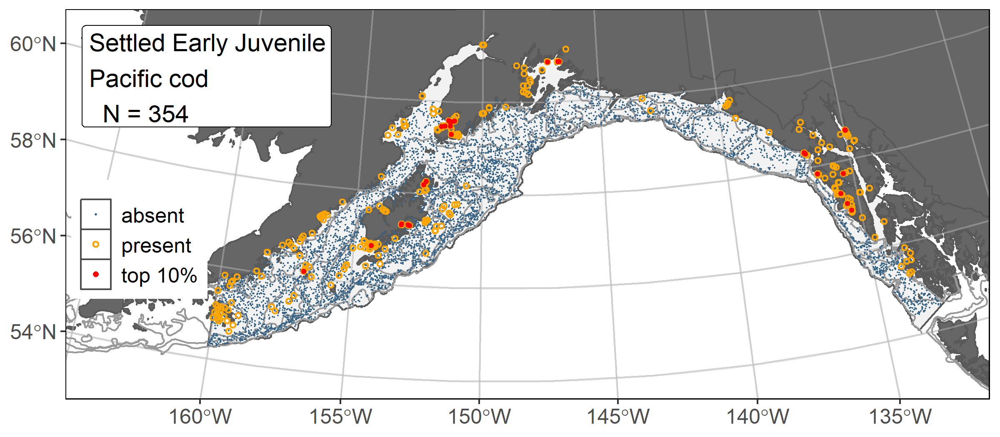 Settled Early Juvenile
Pacific cod
N = 354
60°N
58°N
56°N
54°N
absent
present
top 10%
160°W
155°W
150°W
145°W
140°W
135°W